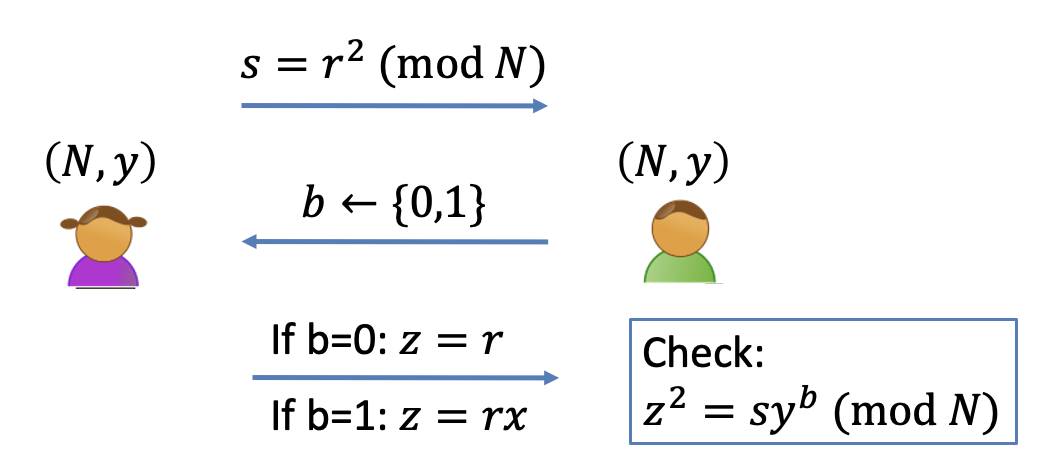 s = r² (mod N)
(N, y)
(N, y)
b ← {0,1}
If b=0: z = r
If b=1: z = rx
Check:
z² = sy^b (mod N)